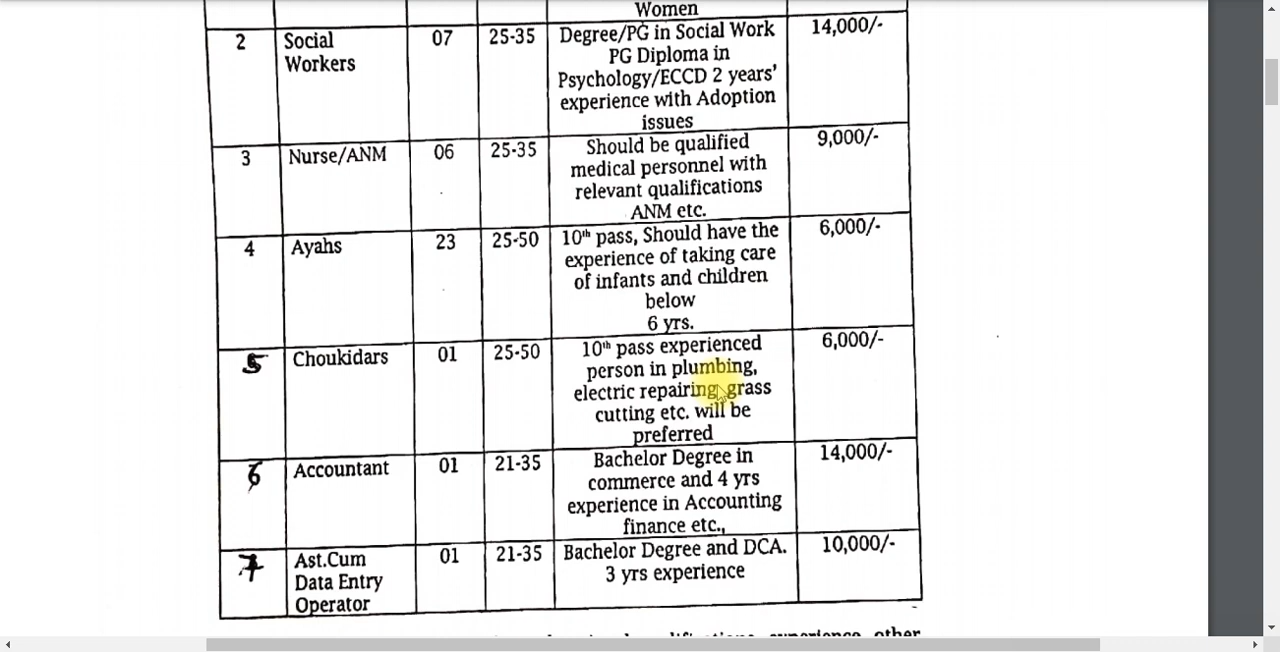 Women
2 Social Workers 07 25-35 Degree/PG in Social Work 14,000/-
PG Diploma in
Psychology/ECCD 2 years'
experience with Adoption
issues
3 Nurse/ANM 06 25-35 Should be qualified 9,000/-
medical personnel with
relevant qualifications
ANM etc.
4 Ayahs 23 25-50 10th pass, Should have the 6,000/-
experience of taking care
of infants and children
below
6 yrs.
5 Choukidars 01 25-50 10th pass experienced 6,000/-
person in plumbing,
electric repairing, grass
cutting etc. will be
preferred
6 Accountant 01 21-35 Bachelor Degree in 14,000/-
commerce and 4 yrs
experience in Accounting
finance etc.,
7 Ast.Cum 01 21-35 Bachelor Degree and DCA. 10,000/-
Data Entry 3 yrs experience
Operator